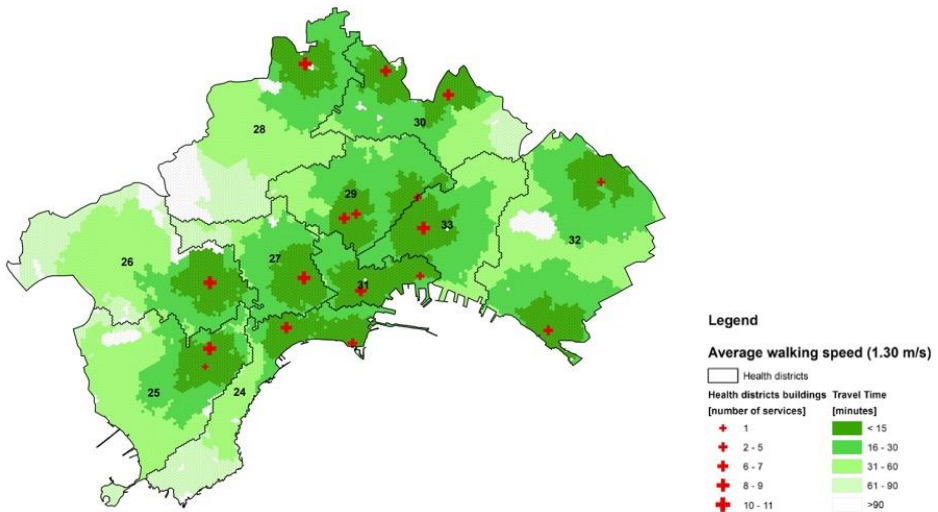 28
30
29
33
32
26
27
31
25
24
Legend
Average walking speed (1.30 m/s)
Health districts
Health districts buildings Travel Time
[number of services] [minutes]
1 < 15
2 - 5 16 - 30
6 - 7 31 - 60
8 - 9 61 - 90
10 - 11 >90